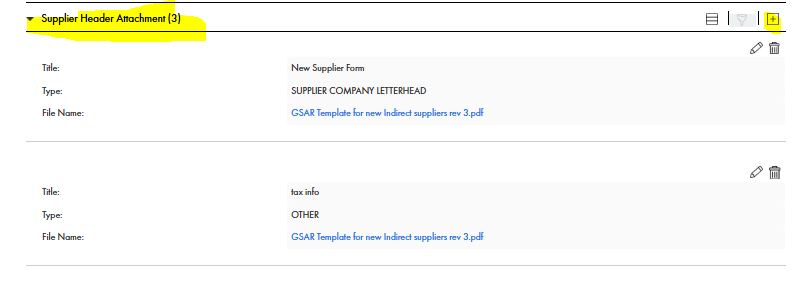 Supplier Header Attachment (3)
Title: New Supplier Form
Type: SUPPLIER COMPANY LETTERHEAD
File Name: GSAR Template for new Indirect suppliers rev 3.pdf
Title: tax info
Type: OTHER
File Name: GSAR Template for new Indirect suppliers rev 3.pdf